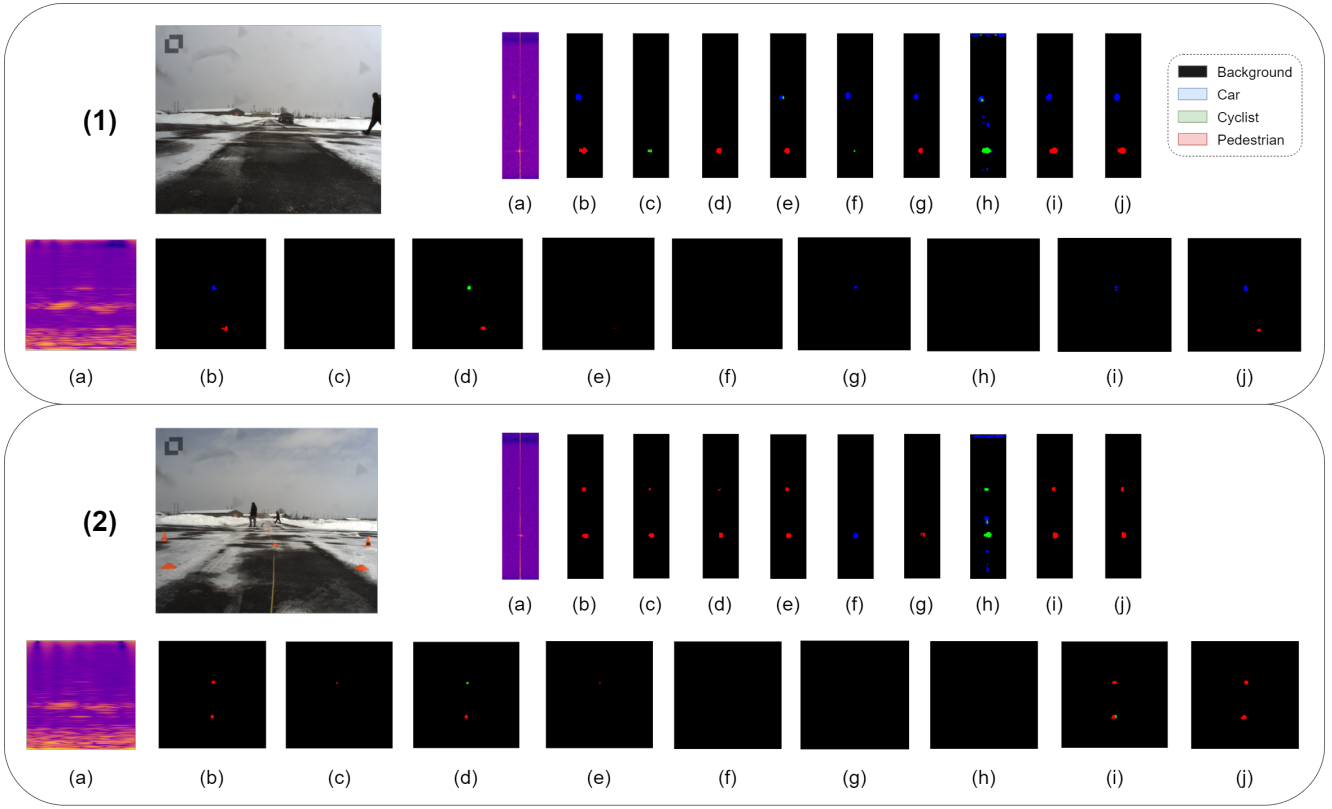 (1)
Background
Car
Cyclist
Pedestrian
(a) (b) (c) (d) (e) (f) (g) (h) (i) (j)
(a) (b) (c) (d) (e) (f) (g) (h) (i) (j)
(2)
(a) (b) (c) (d) (e) (f) (g) (h) (i) (j)
(a) (b) (c) (d) (e) (f) (g) (h) (i) (j)